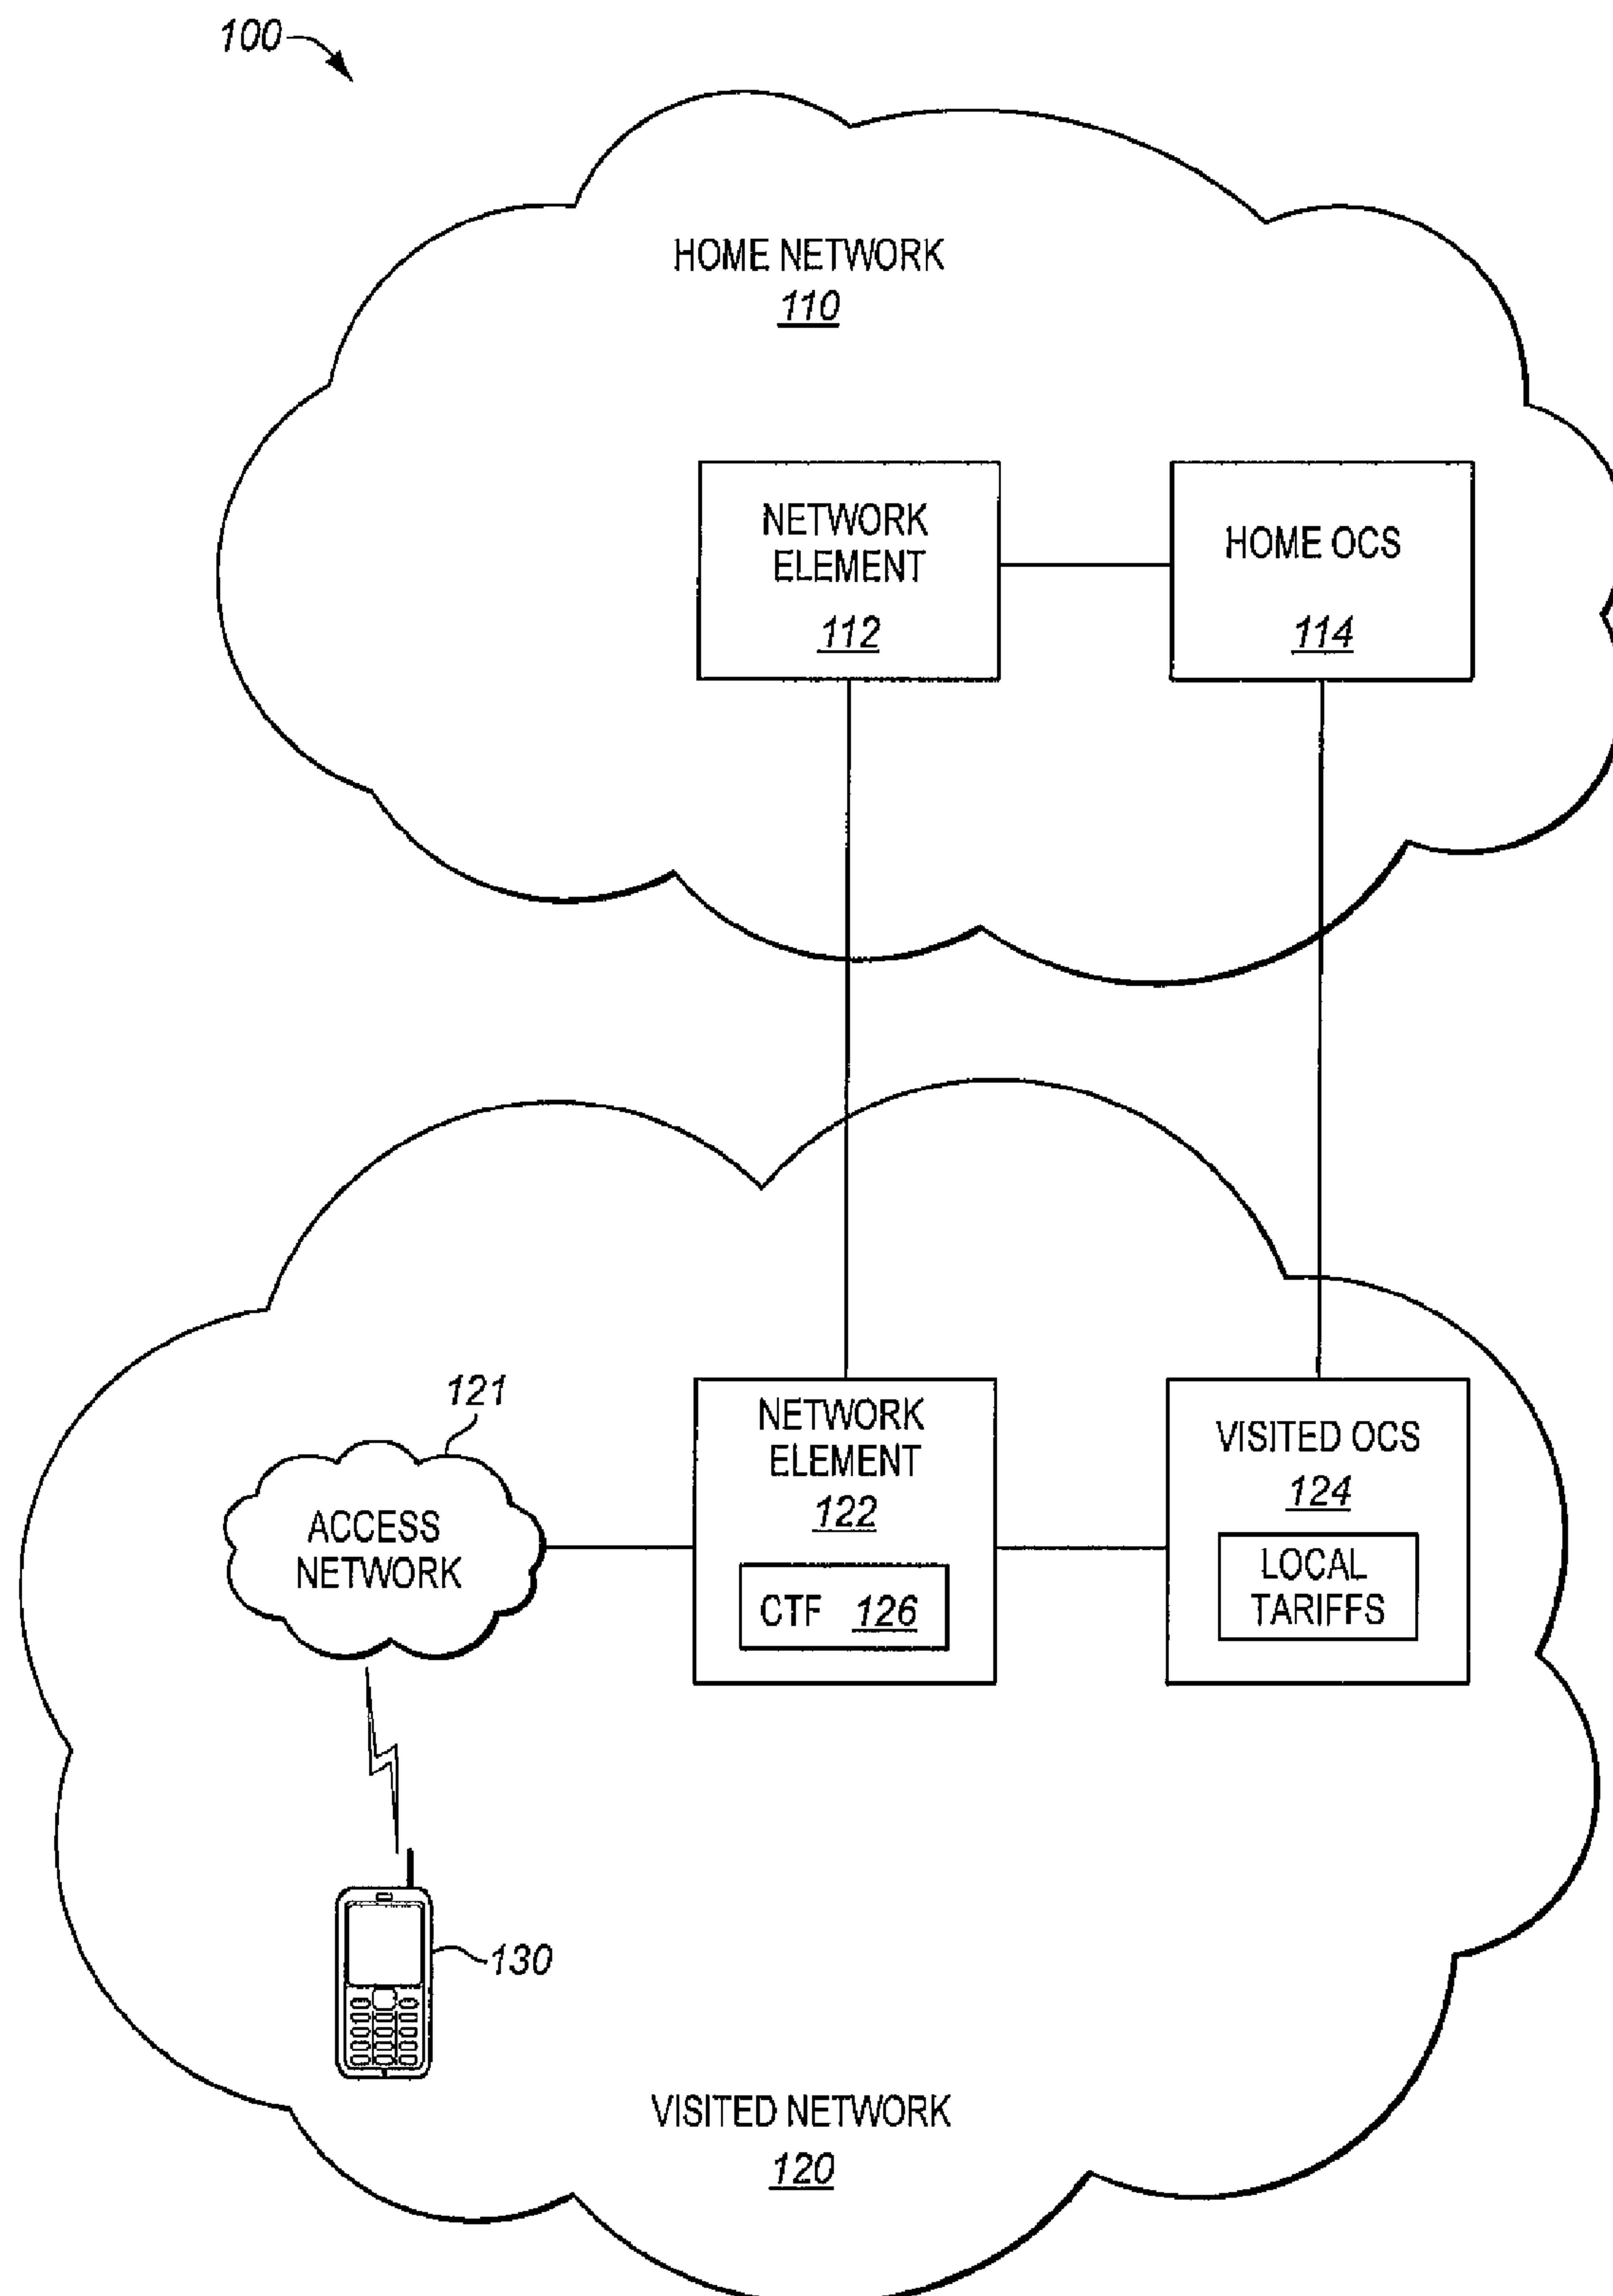 100
HOME NETWORK
110
NETWORK
ELEMENT
112
HOME OCS
114
121
ACCESS
NETWORK
NETWORK
ELEMENT
122
CTF 126
VISITED OCS
124
LOCAL
TARIFFS
130
VISITED NETWORK
120